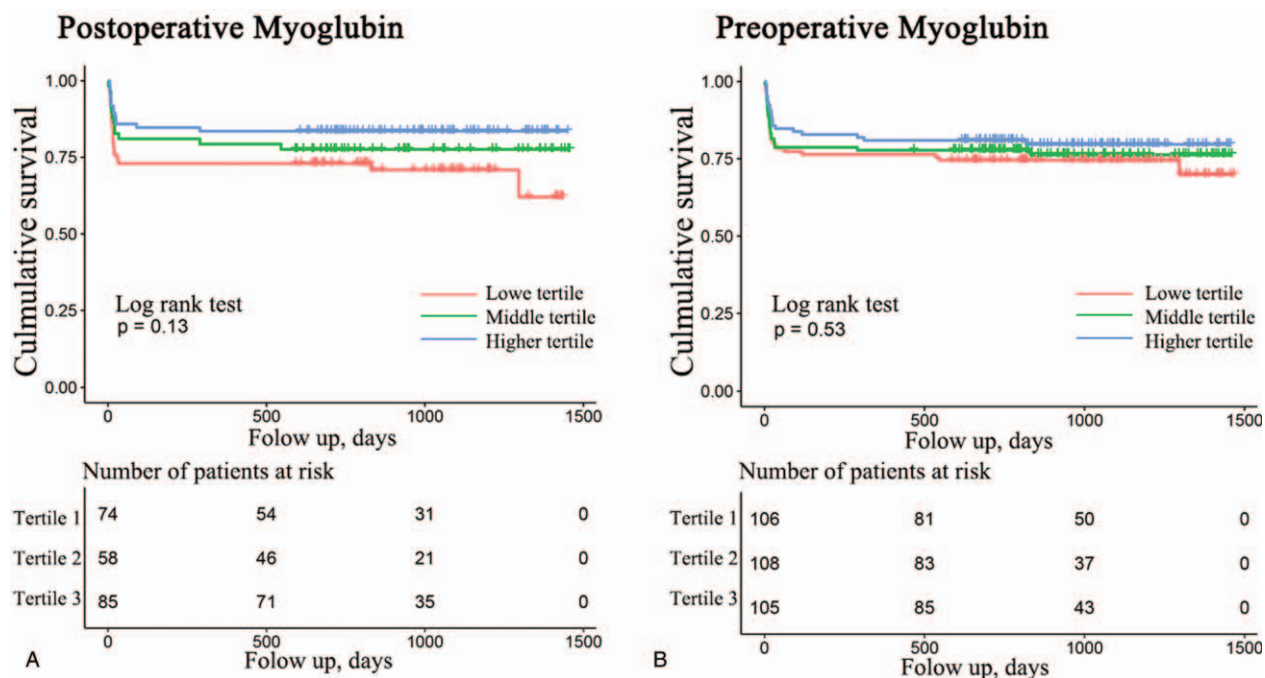 Postoperative Myoglubin
Culmulative survival
1.00
0.75
0.50
0.25
0.00
Log rank test
p = 0.13
Lowe tertile
Middle tertile
Higher tertile
0 500 1000 1500
Folow up, days
Number of patients at risk
Tertile 1 74 54 31 0
Tertile 2 58 46 21 0
Tertile 3 85 71 35 0
0 500 1000 1500
Folow up, days
A
Preoperative Myoglubin
Culmulative survival
1.00
0.75
0.50
0.25
0.00
Log rank test
p = 0.53
Lowe tertile
Middle tertile
Higher tertile
0 500 1000 1500
Folow up, days
Number of patients at risk
Tertile 1 106 81 50 0
Tertile 2 108 83 37 0
Tertile 3 105 85 43 0
0 500 1000 1500
Folow up, days
B